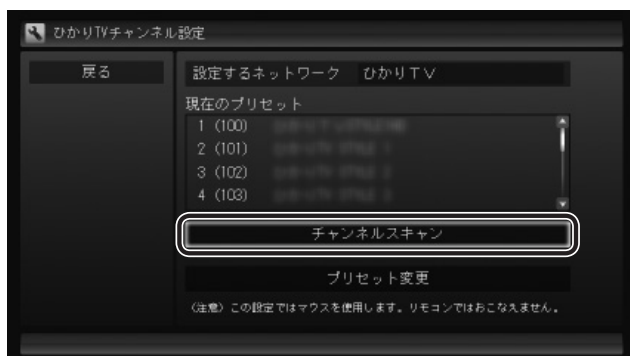 ひかりTVチャンネル設定
戻る
設定するネットワーク ひかりTV
現在のプリセット
1 (100)
2 (101)
3 (102)
4 (103)
チャンネルスキャン
プリセット変更
〈注意〉この設定ではマウスを使用します。リモコンではおこなえません。